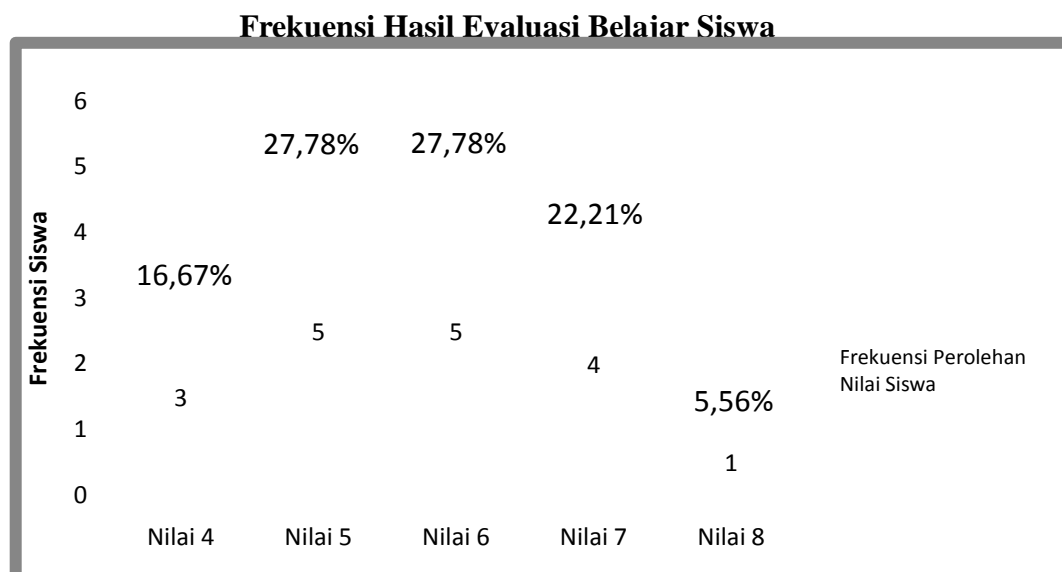 Frekuensi Hasil Evaluasi Belajar Siswa
Frekuensi Siswa
6
5
4
3
2
1
0
16,67%
27,78%
27,78%
22,21%
5,56%
3
5
5
4
1
Nilai 4
Nilai 5
Nilai 6
Nilai 7
Nilai 8
Frekuensi Perolehan
Nilai Siswa